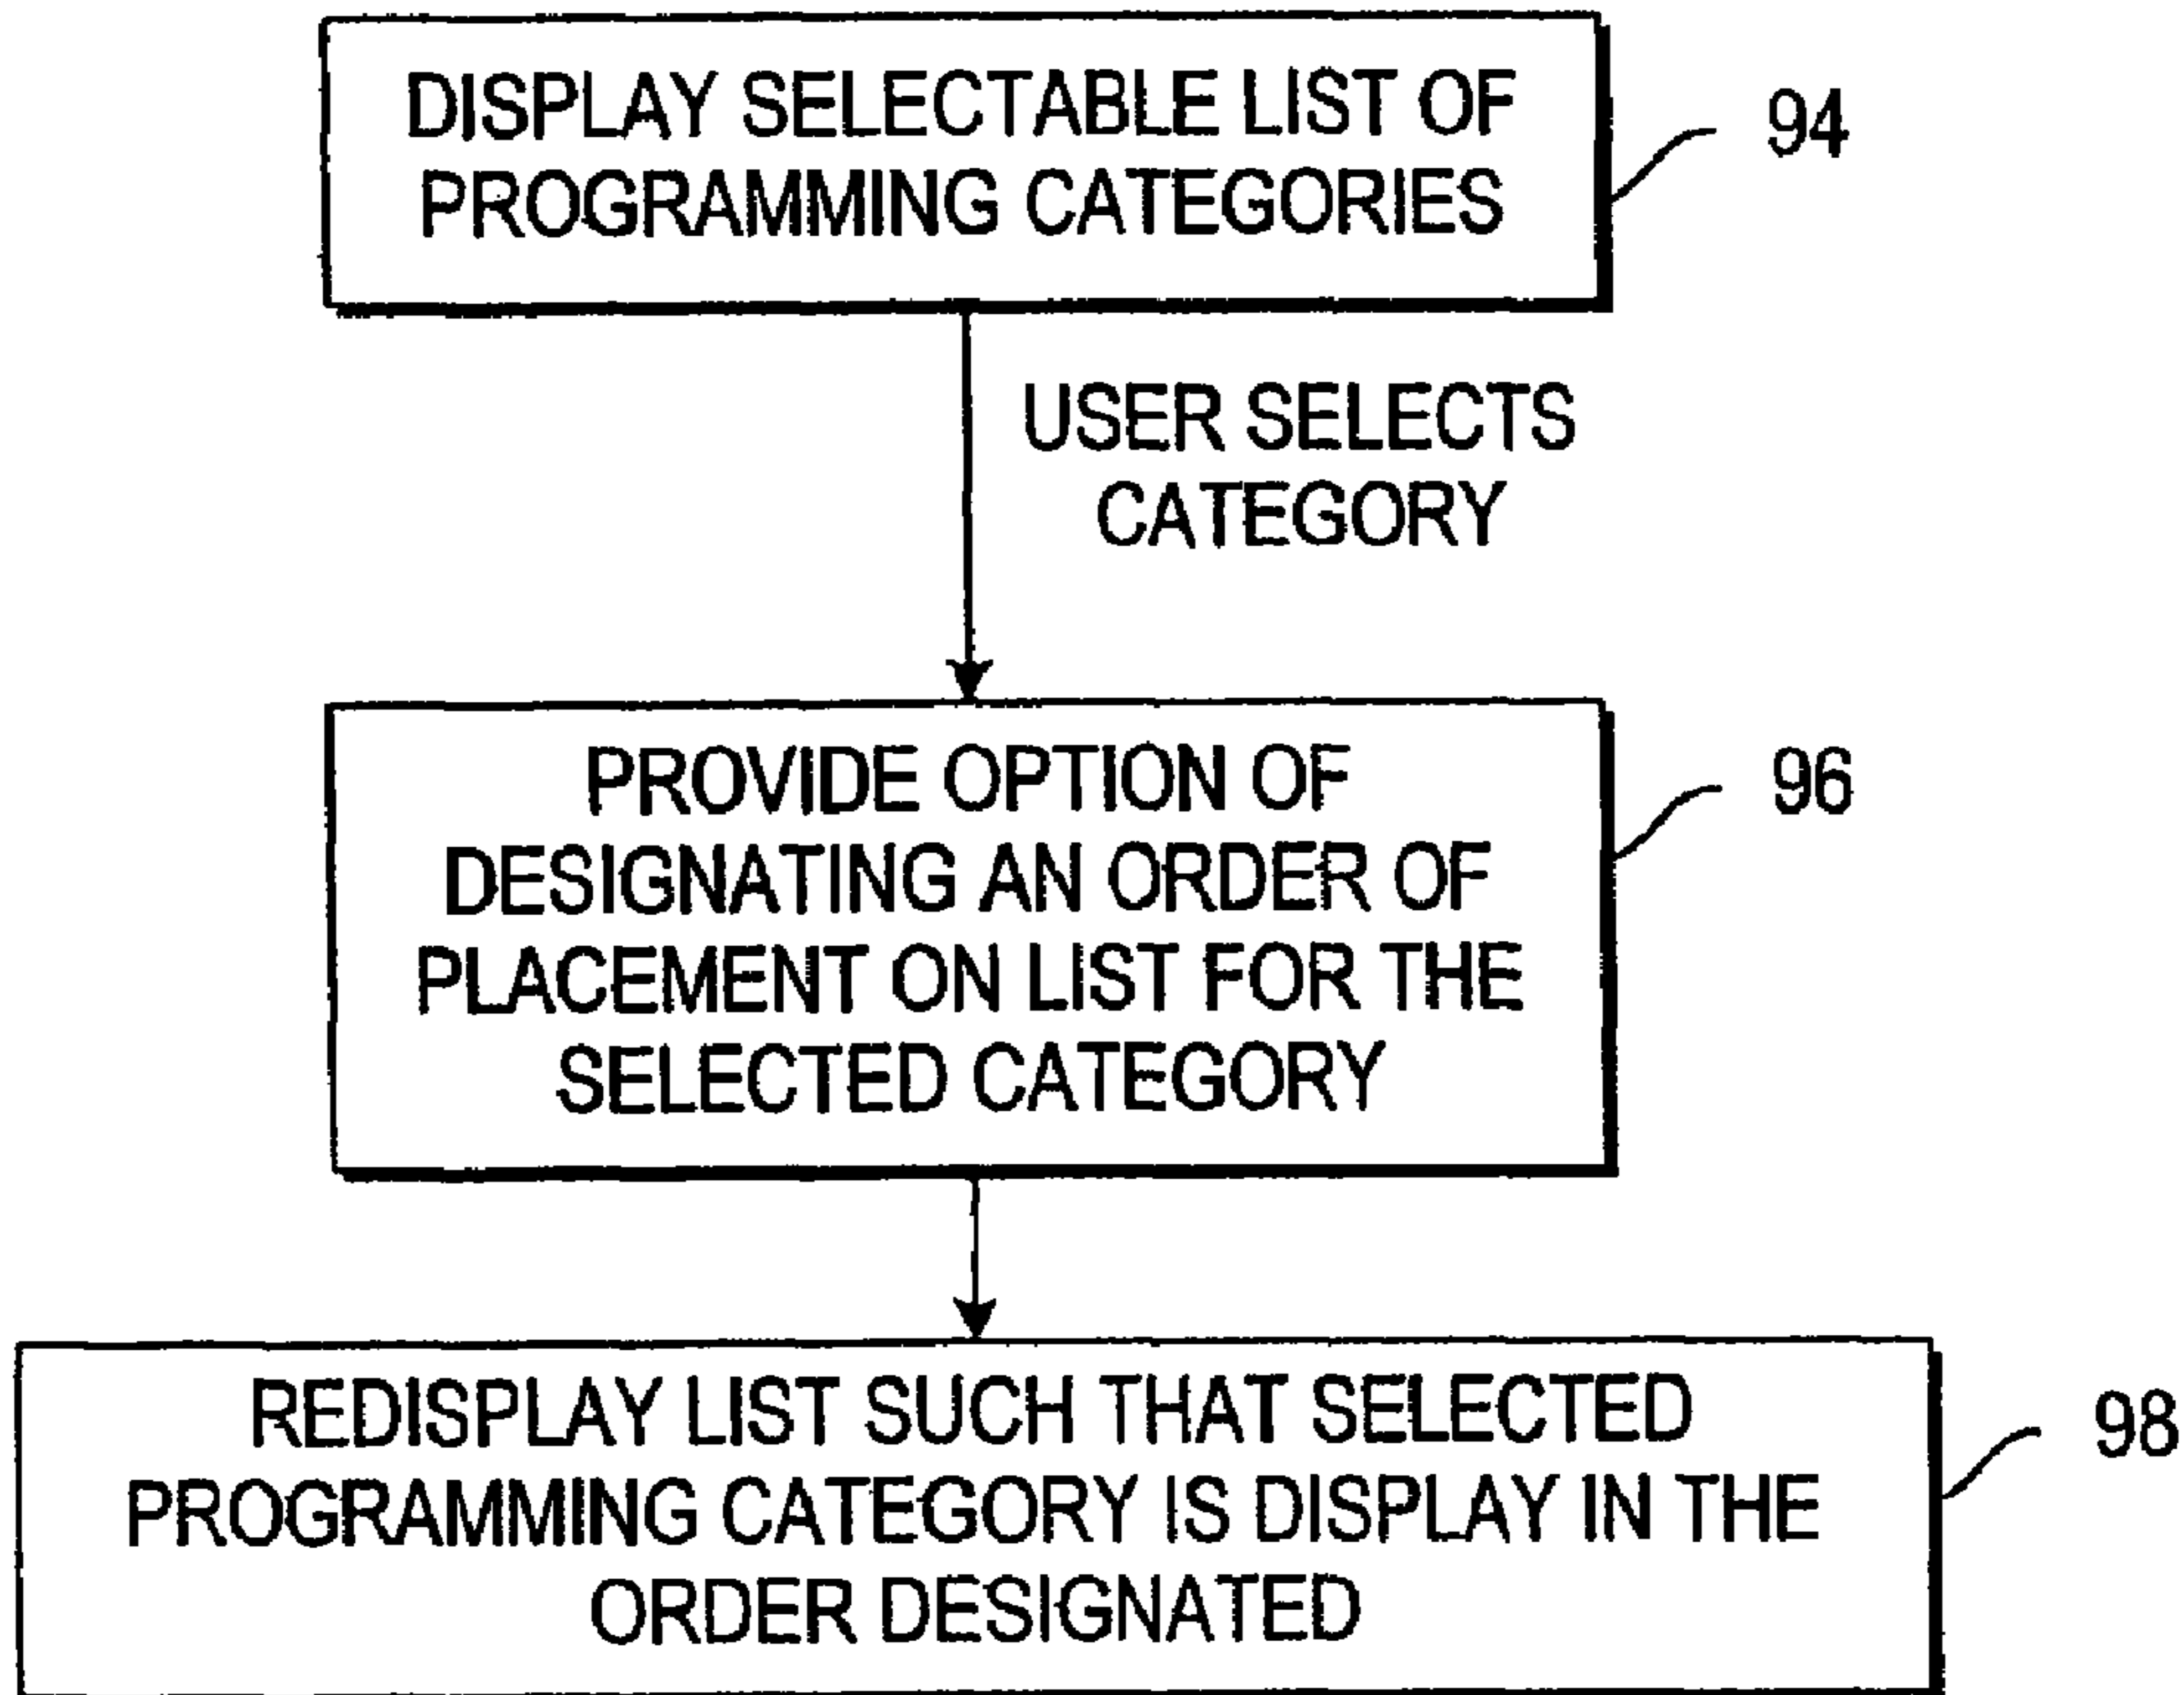 DISPLAY SELECTABLE LIST OF
PROGRAMMING CATEGORIES
94
USER SELECTS
CATEGORY
PROVIDE OPTION OF
DESIGNATING AN ORDER OF
PLACEMENT ON LIST FOR THE
SELECTED CATEGORY
96
REDISPLAY LIST SUCH THAT SELECTED
PROGRAMMING CATEGORY IS DISPLAY IN THE
ORDER DESIGNATED
98